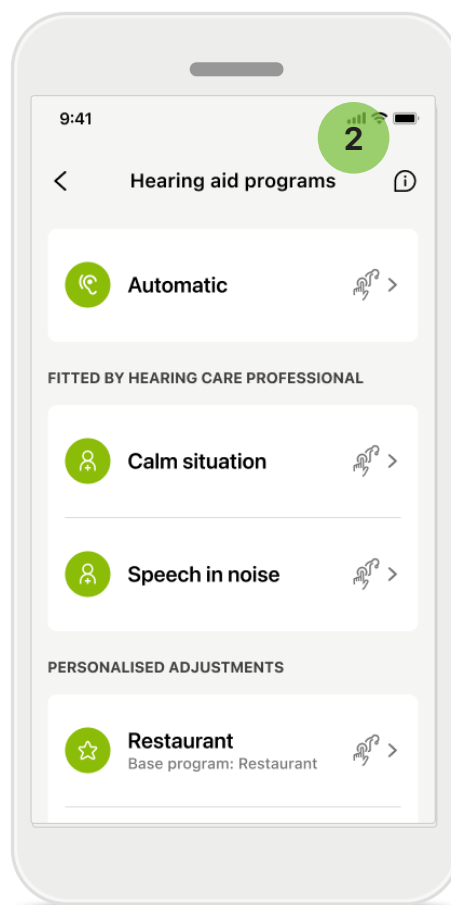 9:41
2
Hearing aid programs
Automatic
FITTED BY HEARING CARE PROFESSIONAL
Calm situation
Speech in noise
PERSONALISED ADJUSTMENTS
Restaurant
Base program: Restaurant